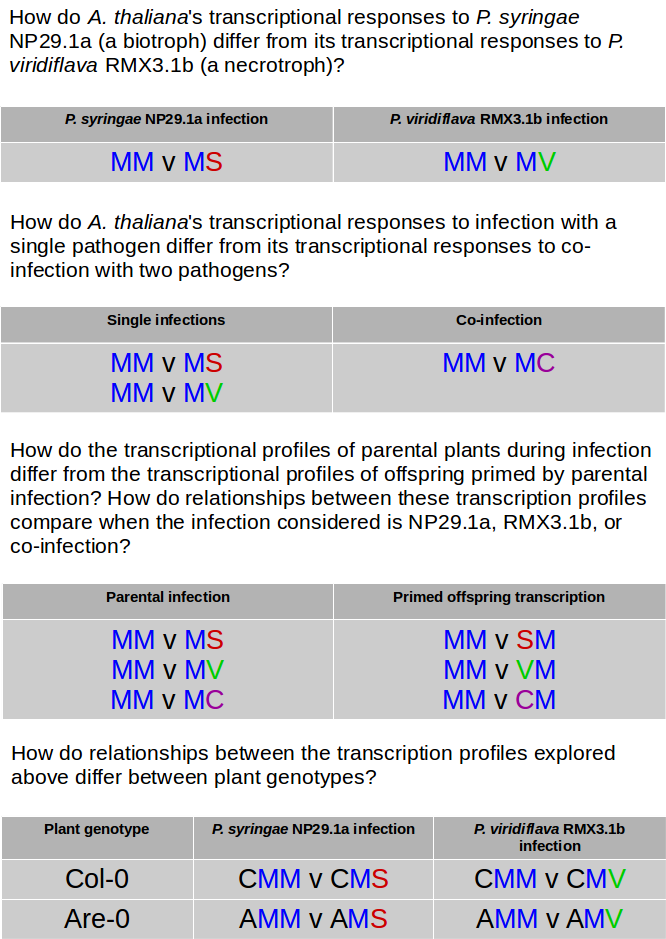 How do A. thaliana's transcriptional responses to P. syringae
NP29.1a (a biotroph) differ from its transcriptional responses to P.
viridiflava RMX3.1b (a necrotroph)?
P. syringae NP29.1a infection P. viridiflava RMX3.1b infection
MM v MS MM v MV
How do A. thaliana's transcriptional responses to infection with a
single pathogen differ from its transcriptional responses to co-
infection with two pathogens?
Single infections Co-infection
MM v MS MM v MC
MM v MV
How do the transcriptional profiles of parental plants during infection
differ from the transcriptional profiles of offspring primed by parental
infection? How do relationships between these transcription profiles
compare when the infection considered is NP29.1a, RMX3.1b, or
co-infection?
Parental infection Primed offspring transcription
MM v MS MM v SM
MM v MV MM v VM
MM v MC MM v CM
How do relationships between the transcription profiles explored
above differ between plant genotypes?
Plant genotype P. syringae NP29.1a infection P. viridiflava RMX3.1b
infection
Col-0 CMM v CMS CMM v CMV
Are-0 AMM v AMS AMM v AMV